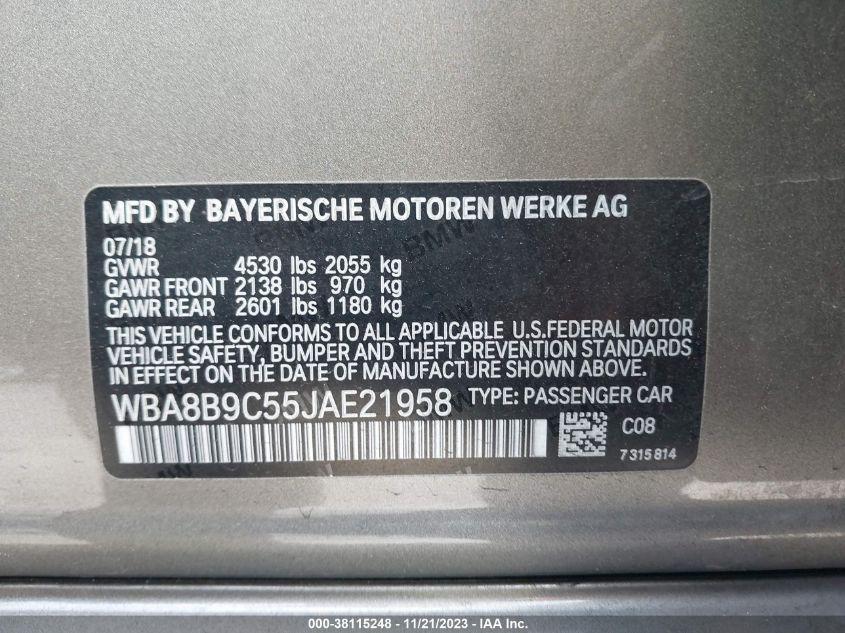 MFD BY BAYERISCHE MOTOREN WERKE AG
07/18
GVWR 4530 lbs 2055 kg
GAWR FRONT 2138 lbs 970 kg
GAWR REAR 2601 lbs 1180 kg
THIS VEHICLE CONFORMS TO ALL APPLICABLE U.S.FEDERAL MOTOR
VEHICLE SAFETY, BUMPER AND THEFT PREVENTION STANDARDS
IN EFFECT ON THE DATE OF MANUFACTURE SHOWN ABOVE.
WBA8B9C55JAE21958 TYPE: PASSENGER CAR
C08
7315814
000-38115248 - 11/21/2023 - IAA, Inc.